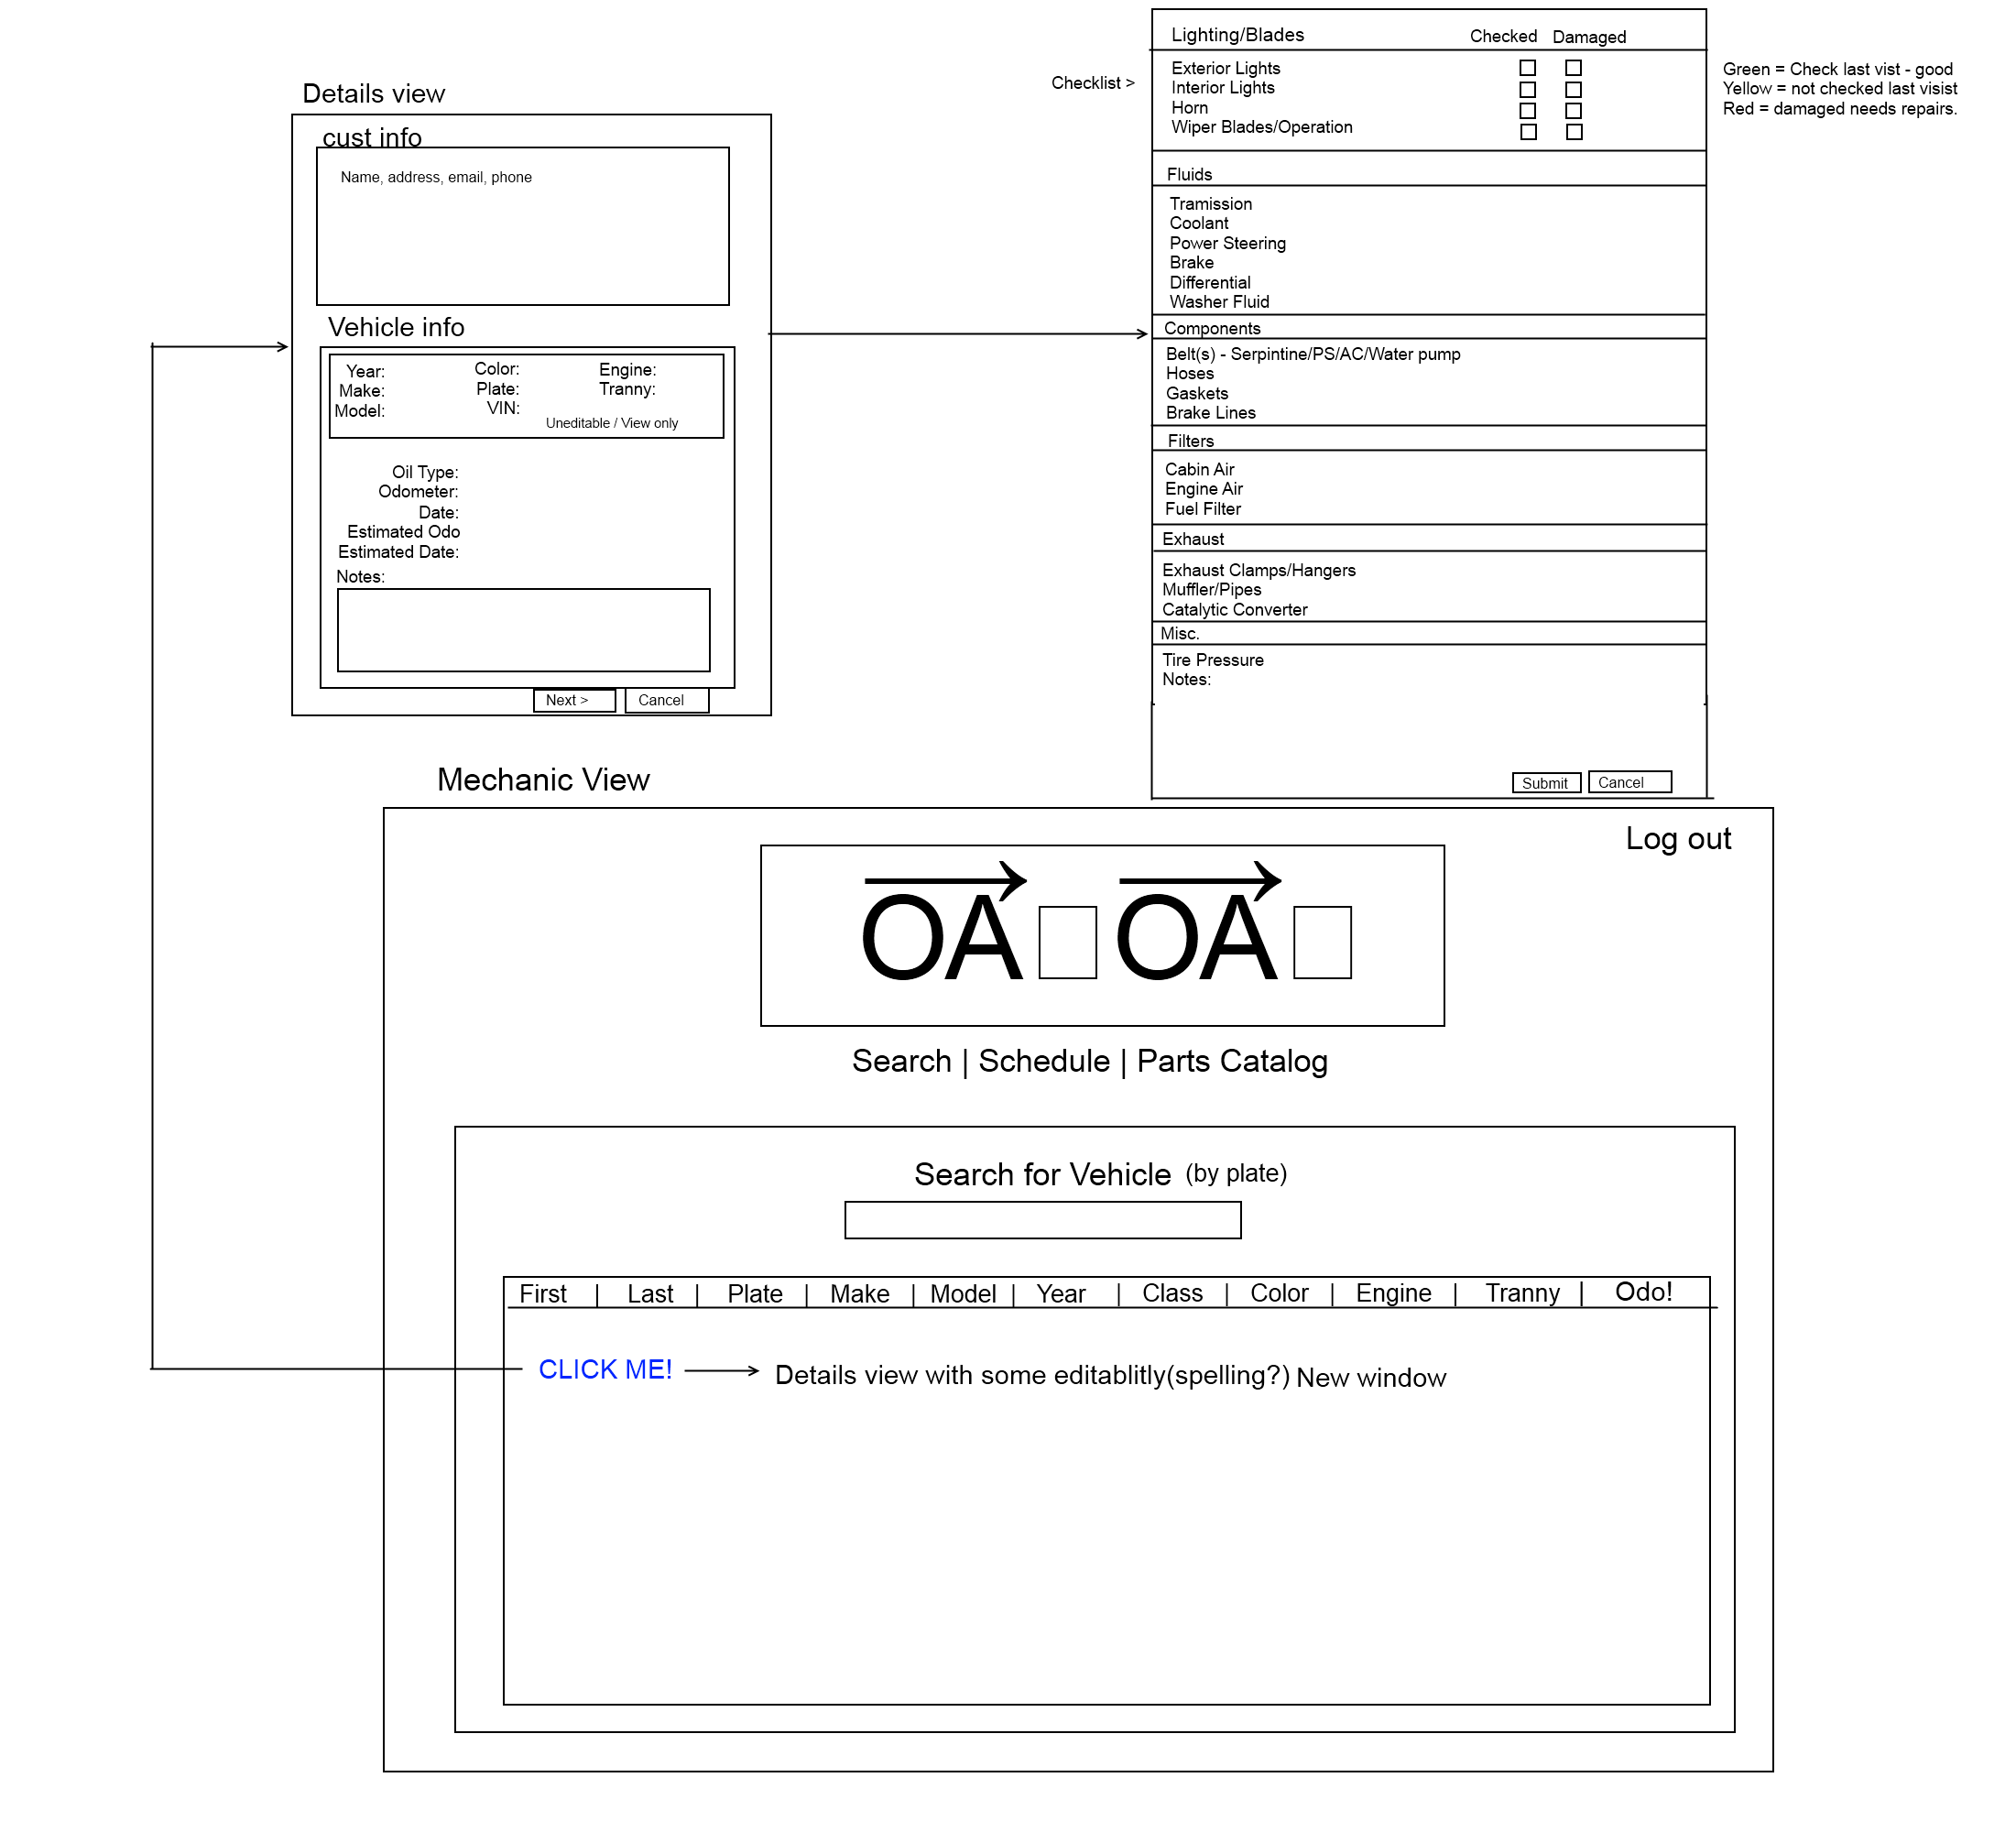 Lighting/Blades Checked Damaged
Checklist >
Exterior Lights
Interior Lights
Horn
Wiper Blades/Operation
Green = Check last vist - good
Yellow = not checked last visist
Red = damaged needs repairs.
Fluids
Tramission
Coolant
Power Steering
Brake
Differential
Washer Fluid
Components
Belt(s) - Serpintine/PS/AC/Water pump
Hoses
Gaskets
Brake Lines
Filters
Cabin Air
Engine Air
Fuel Filter
Exhaust
Exhaust Clamps/Hangers
Muffler/Pipes
Catalytic Converter
Misc.
Tire Pressure
Notes:
Submit Cancel
Details view
cust info
Name, address, email, phone
Vehicle info
Year: Color: Engine:
Make: Plate: Tranny:
Model: VIN:
Uneditable / View only
Oil Type:
Odometer:
Date:
Estimated Odo
Estimated Date:
Notes:
Next > Cancel
Mechanic View
Log out
OA OA
Search | Schedule | Parts Catalog
Search for Vehicle (by plate)
First | Last | Plate | Make | Model | Year | Class | Color | Engine | Tranny | Odo!
CLICK ME! Details view with some editablitly(spelling?) New window